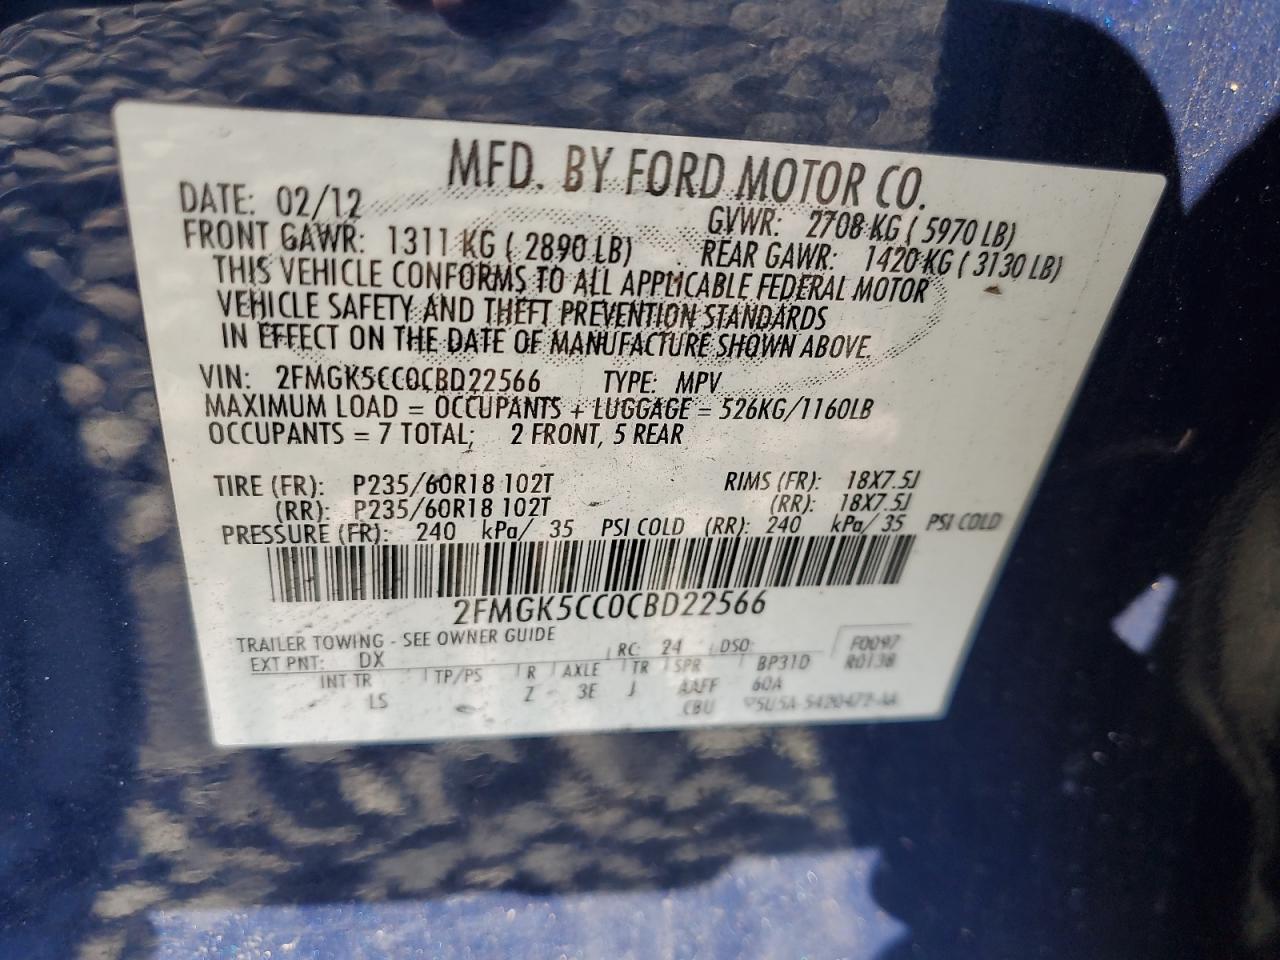 MFD. BY FORD MOTOR CO.
DATE: 02/12 GVWR: 2708 KG ( 5970 LB)
FRONT GAWR: 1311 KG ( 2890 LB) REAR GAWR: 1420 KG ( 3130 LB)
THIS VEHICLE CONFORMS TO ALL APPLICABLE FEDERAL MOTOR
VEHICLE SAFETY AND THEFT PREVENTION STANDARDS
IN EFFECT ON THE DATE OF MANUFACTURE SHOWN ABOVE.
VIN: 2FMGK5CC0CBD22566 TYPE: MPV
MAXIMUM LOAD = OCCUPANTS + LUGGAGE = 526KG/1160LB
OCCUPANTS = 7 TOTAL; 2 FRONT, 5 REAR
TIRE (FR): P235/60R18 102T RIMS (FR): 18X7.5J
(RR): P235/60R18 102T (RR): 18X7.5J
PRESSURE (FR): 240 kPa/ 35 PSI COLD (RR): 240 kPa/ 35 PSI COLD
2FMGK5CC0CBD22566
TRAILER TOWING - SEE OWNER GUIDE
F0097
EXT PNT: DX RC: 24 DSO: R0138
INT TR TP/PS R AXLE TR SPR BP31D
LS Z 3E J AAFF 60A
CBU 5U5A-5420472-AA